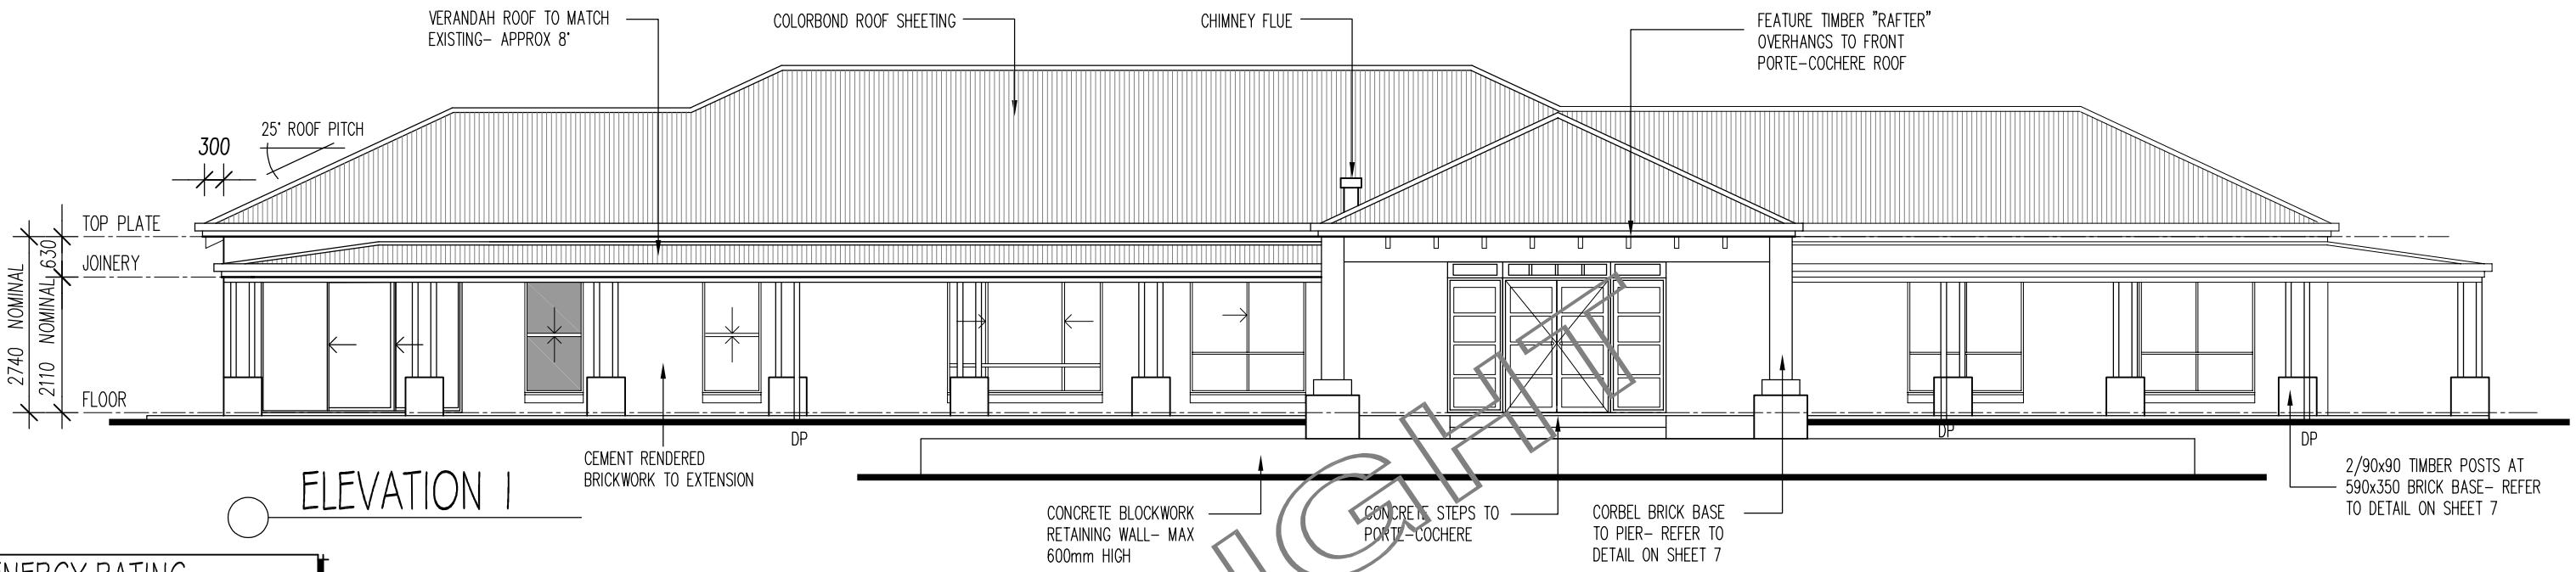 VERANDAH ROOF TO MATCH
EXISTING- APPROX 8°
COLORBOND ROOF SHEETING
CHIMNEY FLUE
FEATURE TIMBER "RAFTER"
OVERHANGS TO FRONT
PORTE-COCHERE ROOF
25° ROOF PITCH
300
TOP PLATE
JOINERY
FLOOR
2740 NOMINAL
630
2110 NOMINAL
DP
DP
DP
CEMENT RENDERED
BRICKWORK TO EXTENSION
ELEVATION 1
CONCRETE BLOCKWORK
RETAINING WALL- MAX
600mm HIGH
CONCRETE STEPS TO
PORTE-COCHERE
CORBEL BRICK BASE
TO PIER- REFER TO
DETAIL ON SHEET 7
2/90x90 TIMBER POSTS AT
590x350 BRICK BASE- REFER
TO DETAIL ON SHEET 7
IGHT
ENERGY RATING